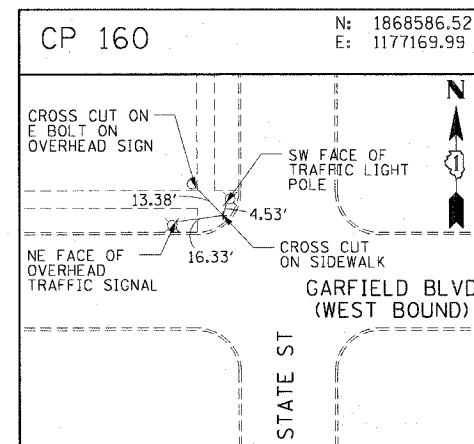 CP 160
N: 1868586.52
E: 1177169.99
N
CROSS CUT ON
E BOLT ON
OVERHEAD SIGN
SW FACE OF
TRAFFIC LIGHT
POLE
13.38'
4.53'
1
NE FACE OF
OVERHEAD
TRAFFIC SIGNAL
16.33'
CROSS CUT
ON SIDEWALK
GARFIELD BLVD
(WEST BOUND)
STATE ST